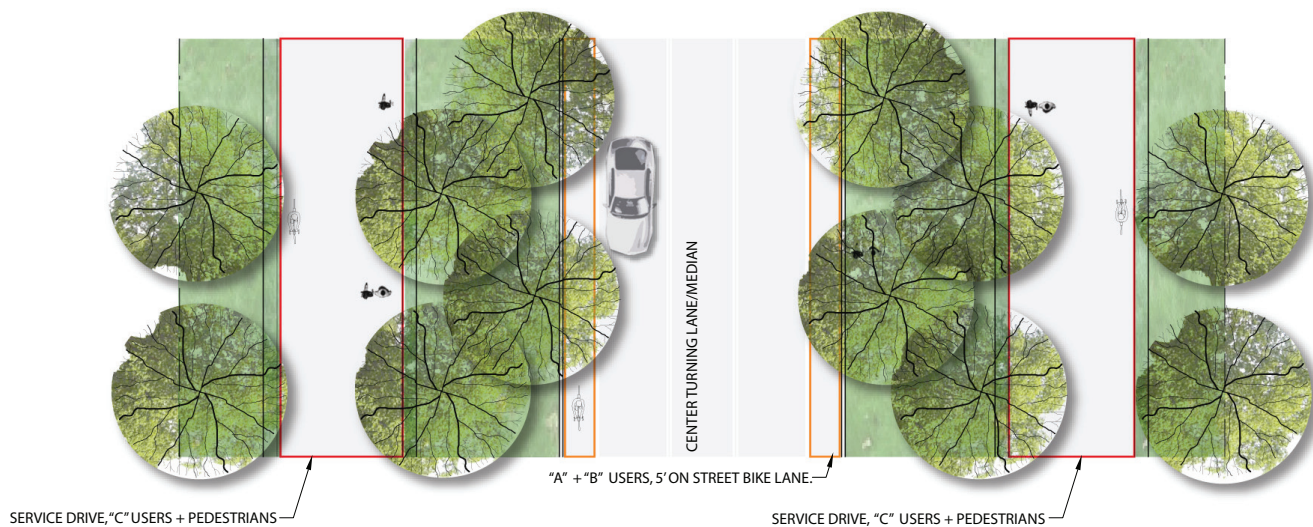 CENTER TURNING LANE/MEDIAN
“A” + “B” USERS, 5’ ON STREET BIKE LANE.
SERVICE DRIVE, “C” USERS + PEDESTRIANS
SERVICE DRIVE, “C” USERS + PEDESTRIANS